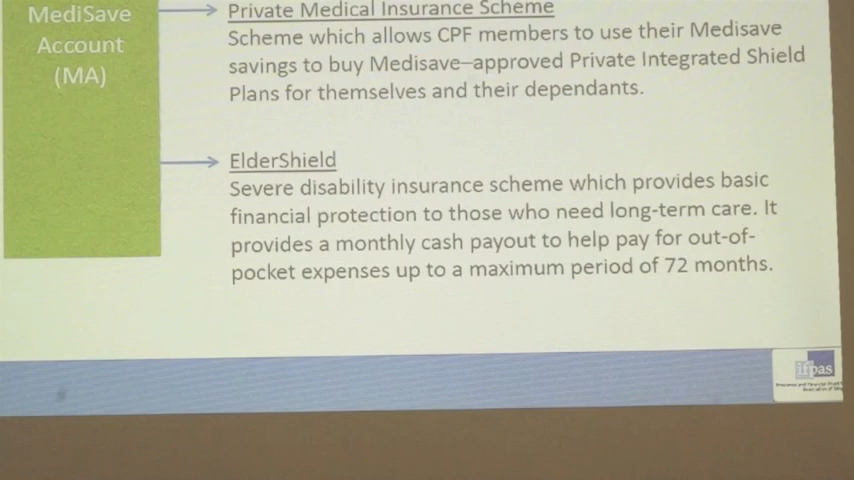 MediSave
Account
(MA)
Private Medical Insurance Scheme
Scheme which allows CPF members to use their Medisave
savings to buy Medisave–approved Private Integrated Shield
Plans for themselves and their dependants.
ElderShield
Severe disability insurance scheme which provides basic
financial protection to those who need long-term care. It
provides a monthly cash payout to help pay for out-of-
pocket expenses up to a maximum period of 72 months.
ifpas